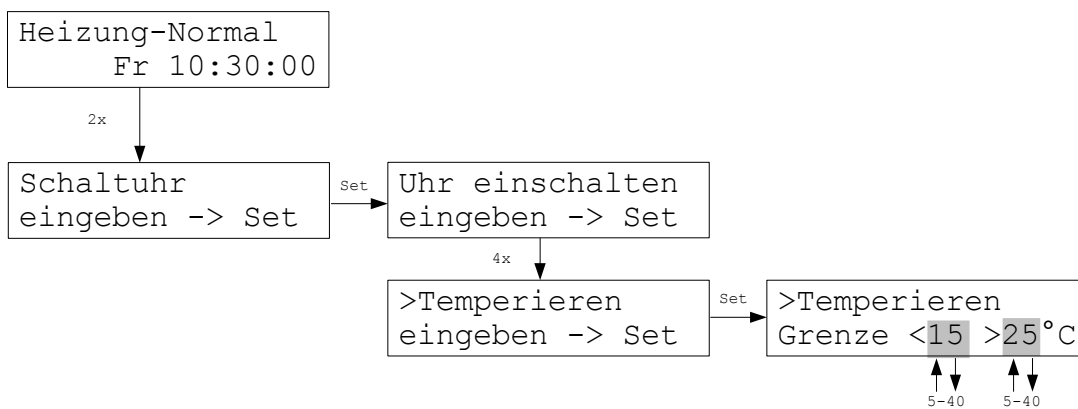 Heizung-Normal
Fr 10:30:00
2x
Schaltuhr
eingeben -> Set
Set
Uhr einschalten
eingeben -> Set
4x
>Temperieren
eingeben -> Set
Set
>Temperieren
Grenze <15 >25°C
5-40 5-40